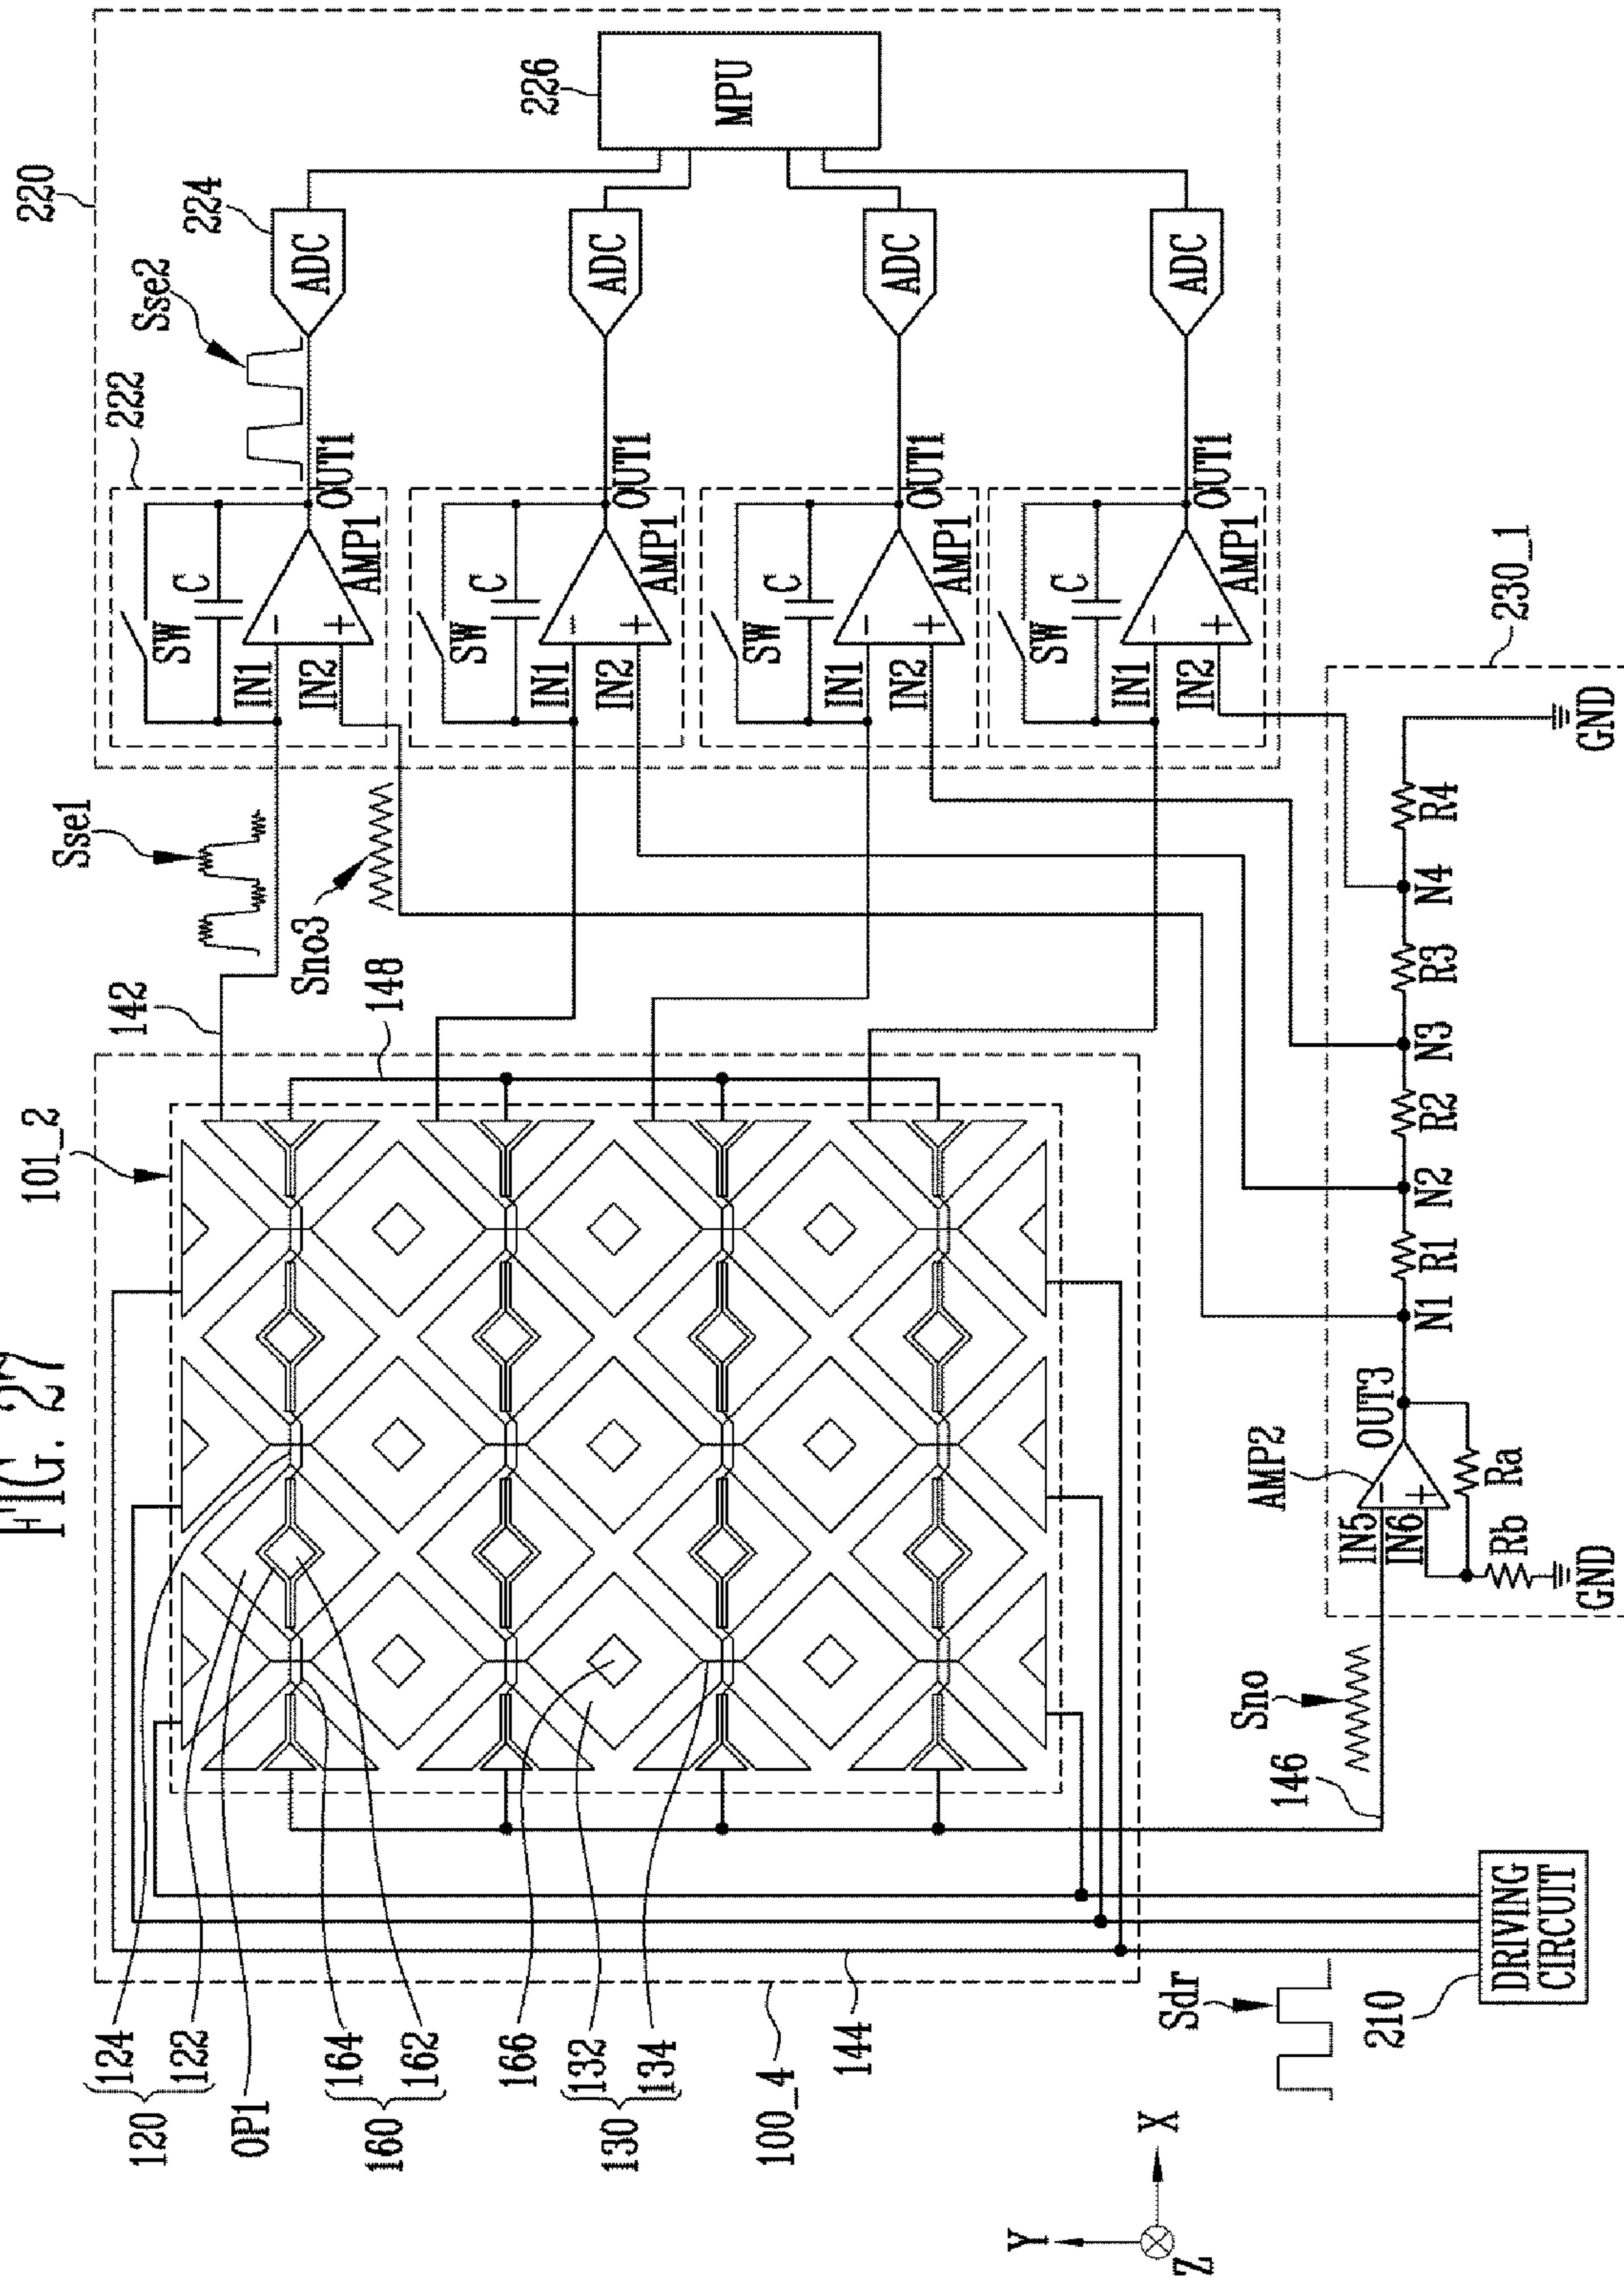 FIG. 27
220
222
224
226
MPU
Sse1
Sse2
142
101_2
148
Sno3
SW
C
IN1
IN2
AMP1
OUT1
ADC
SW
C
IN1
IN2
AMP1
OUT1
ADC
SW
C
IN1
IN2
AMP1
OUT1
ADC
SW
C
IN1
IN2
AMP1
OUT1
ADC
124
122
120
OP1
164
162
160
166
132
134
130
100_4
144
146
Sno
Sdr
210
DRIVING
CIRCUIT
AMP2
IN5
IN6
OUT3
Ra
Rb
GND
N1
R1
N2
R2
N3
R3
N4
R4
GND
230_1
Y
X
Z